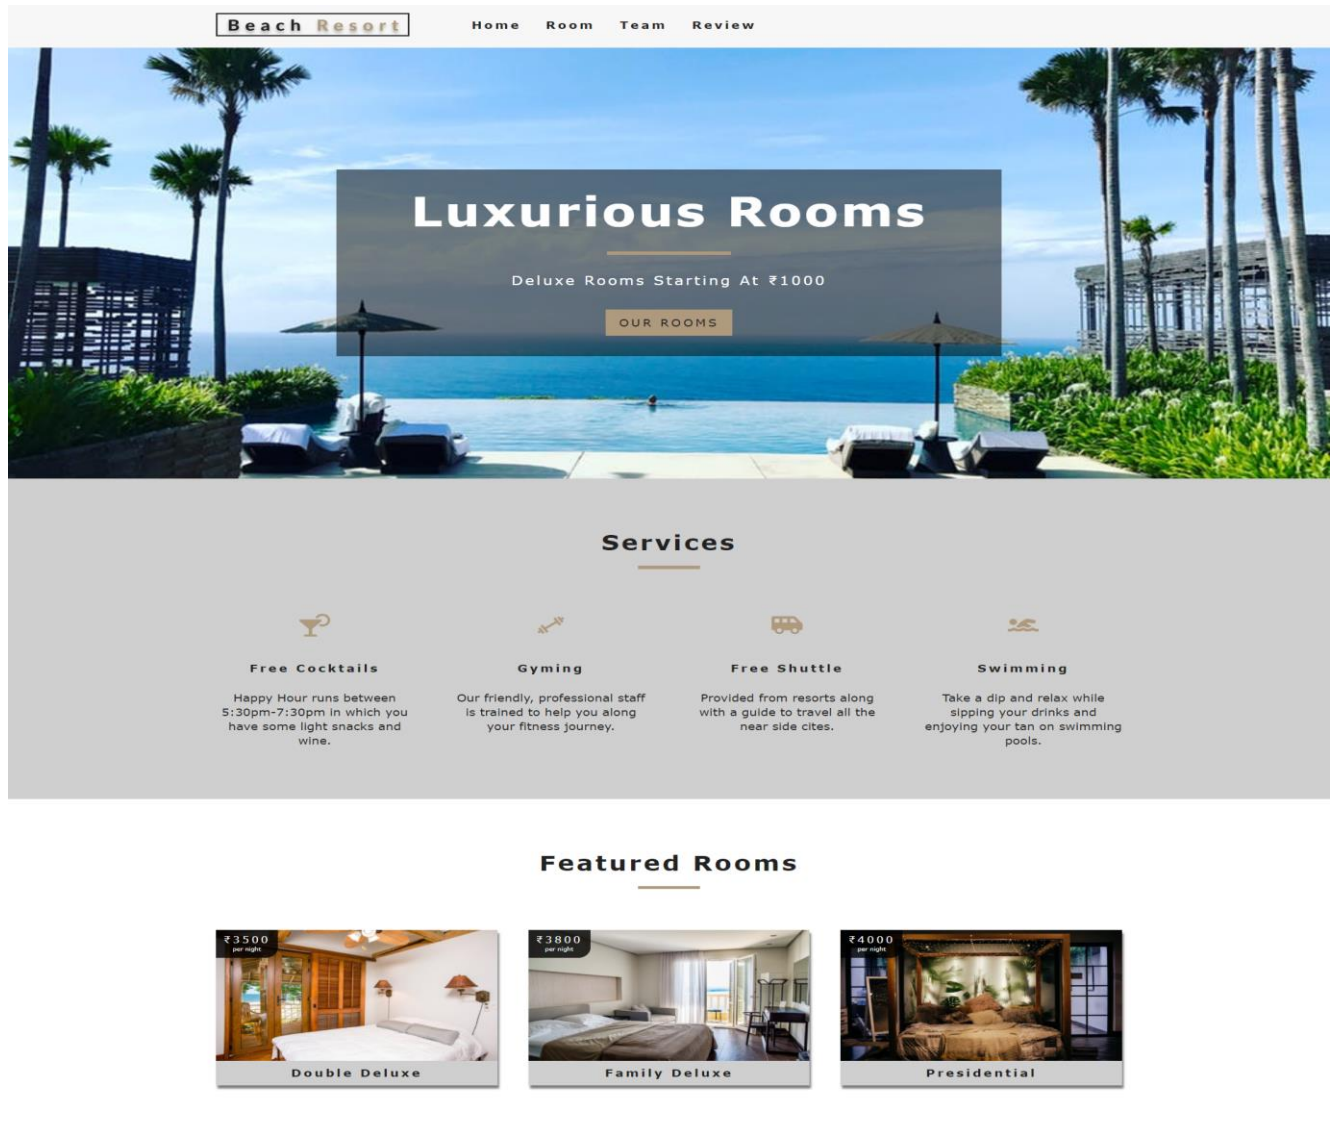 Beach Resort
Home Room Team Review
Luxurious Rooms
Deluxe Rooms Starting At ₹1000
OUR ROOMS
Services
Free Cocktails
Happy Hour runs between
5:30pm-7:30pm in which you
have some light snacks and
wine.
Gyming
Our friendly, professional staff
is trained to help you along
your fitness journey.
Free Shuttle
Provided from resorts along
with a guide to travel all the
near side cites.
Swimming
Take a dip and relax while
sipping your drinks and
enjoying your tan on swimming
pools.
Featured Rooms
₹3500
per night
Double Deluxe
₹3800
per night
Family Deluxe
₹4000
per night
Presidential